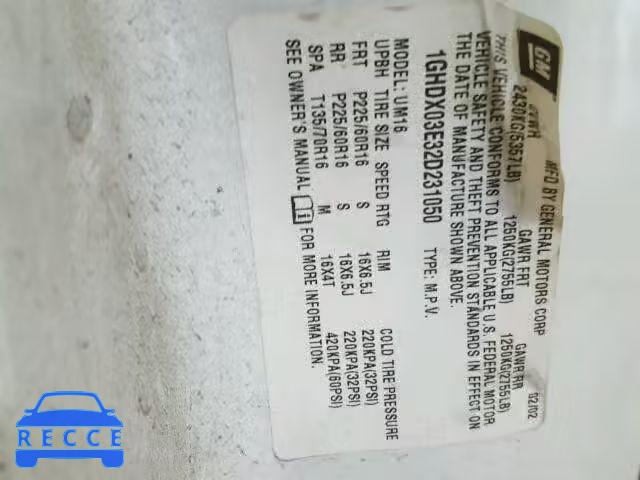 GM
MFD BY GENERAL MOTORS CORP
02/02
GVWR GAWR FRT GAWR RR
2430KG(5357LB) 1250KG(2755LB) 1250KG(2755LB)
THIS VEHICLE CONFORMS TO ALL APPLICABLE U.S. FEDERAL MOTOR
VEHICLE SAFETY AND THEFT PREVENTION STANDARDS IN EFFECT ON
THE DATE OF MANUFACTURE SHOWN ABOVE.
1GHDX03E32D231050 TYPE: M.P.V.
MODEL: UM16
UPBH TIRE SIZE SPEED RTG RIM COLD TIRE PRESSURE
FRT P225/60R16 S 16X6.5J 220KPA(32PSI)
RR P225/60R16 S 16X6.5J 220KPA(32PSI)
SPA T135/70R16 M 16X4T 420KPA(60PSI)
SEE OWNER'S MANUAL FOR MORE INFORMATION.
RECCE